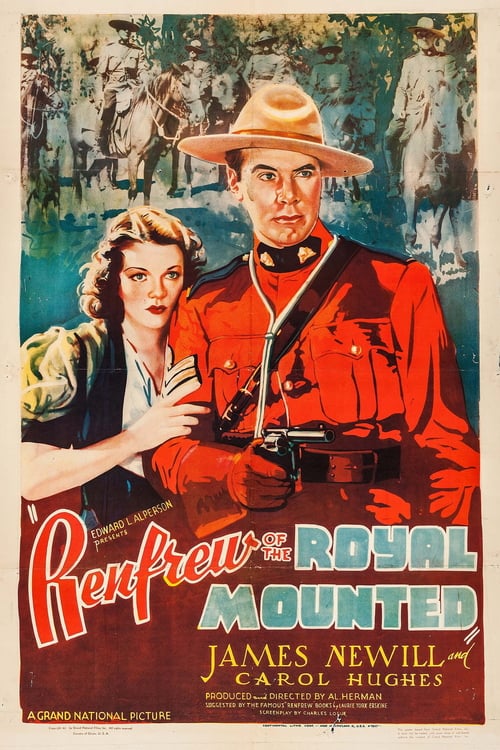 EDWARD L. ALPERSON
PRESENTS
"Renfrew OF THE ROYAL
MOUNTED"
JAMES NEWILL and
CAROL HUGHES
PRODUCED and DIRECTED BY AL. HERMAN
SUGGESTED BY THE FAMOUS "RENFREW BOOKS" by LAURIE YORK ERSKINE
SCREENPLAY BY CHARLES LOGUE
A GRAND NATIONAL PICTURE